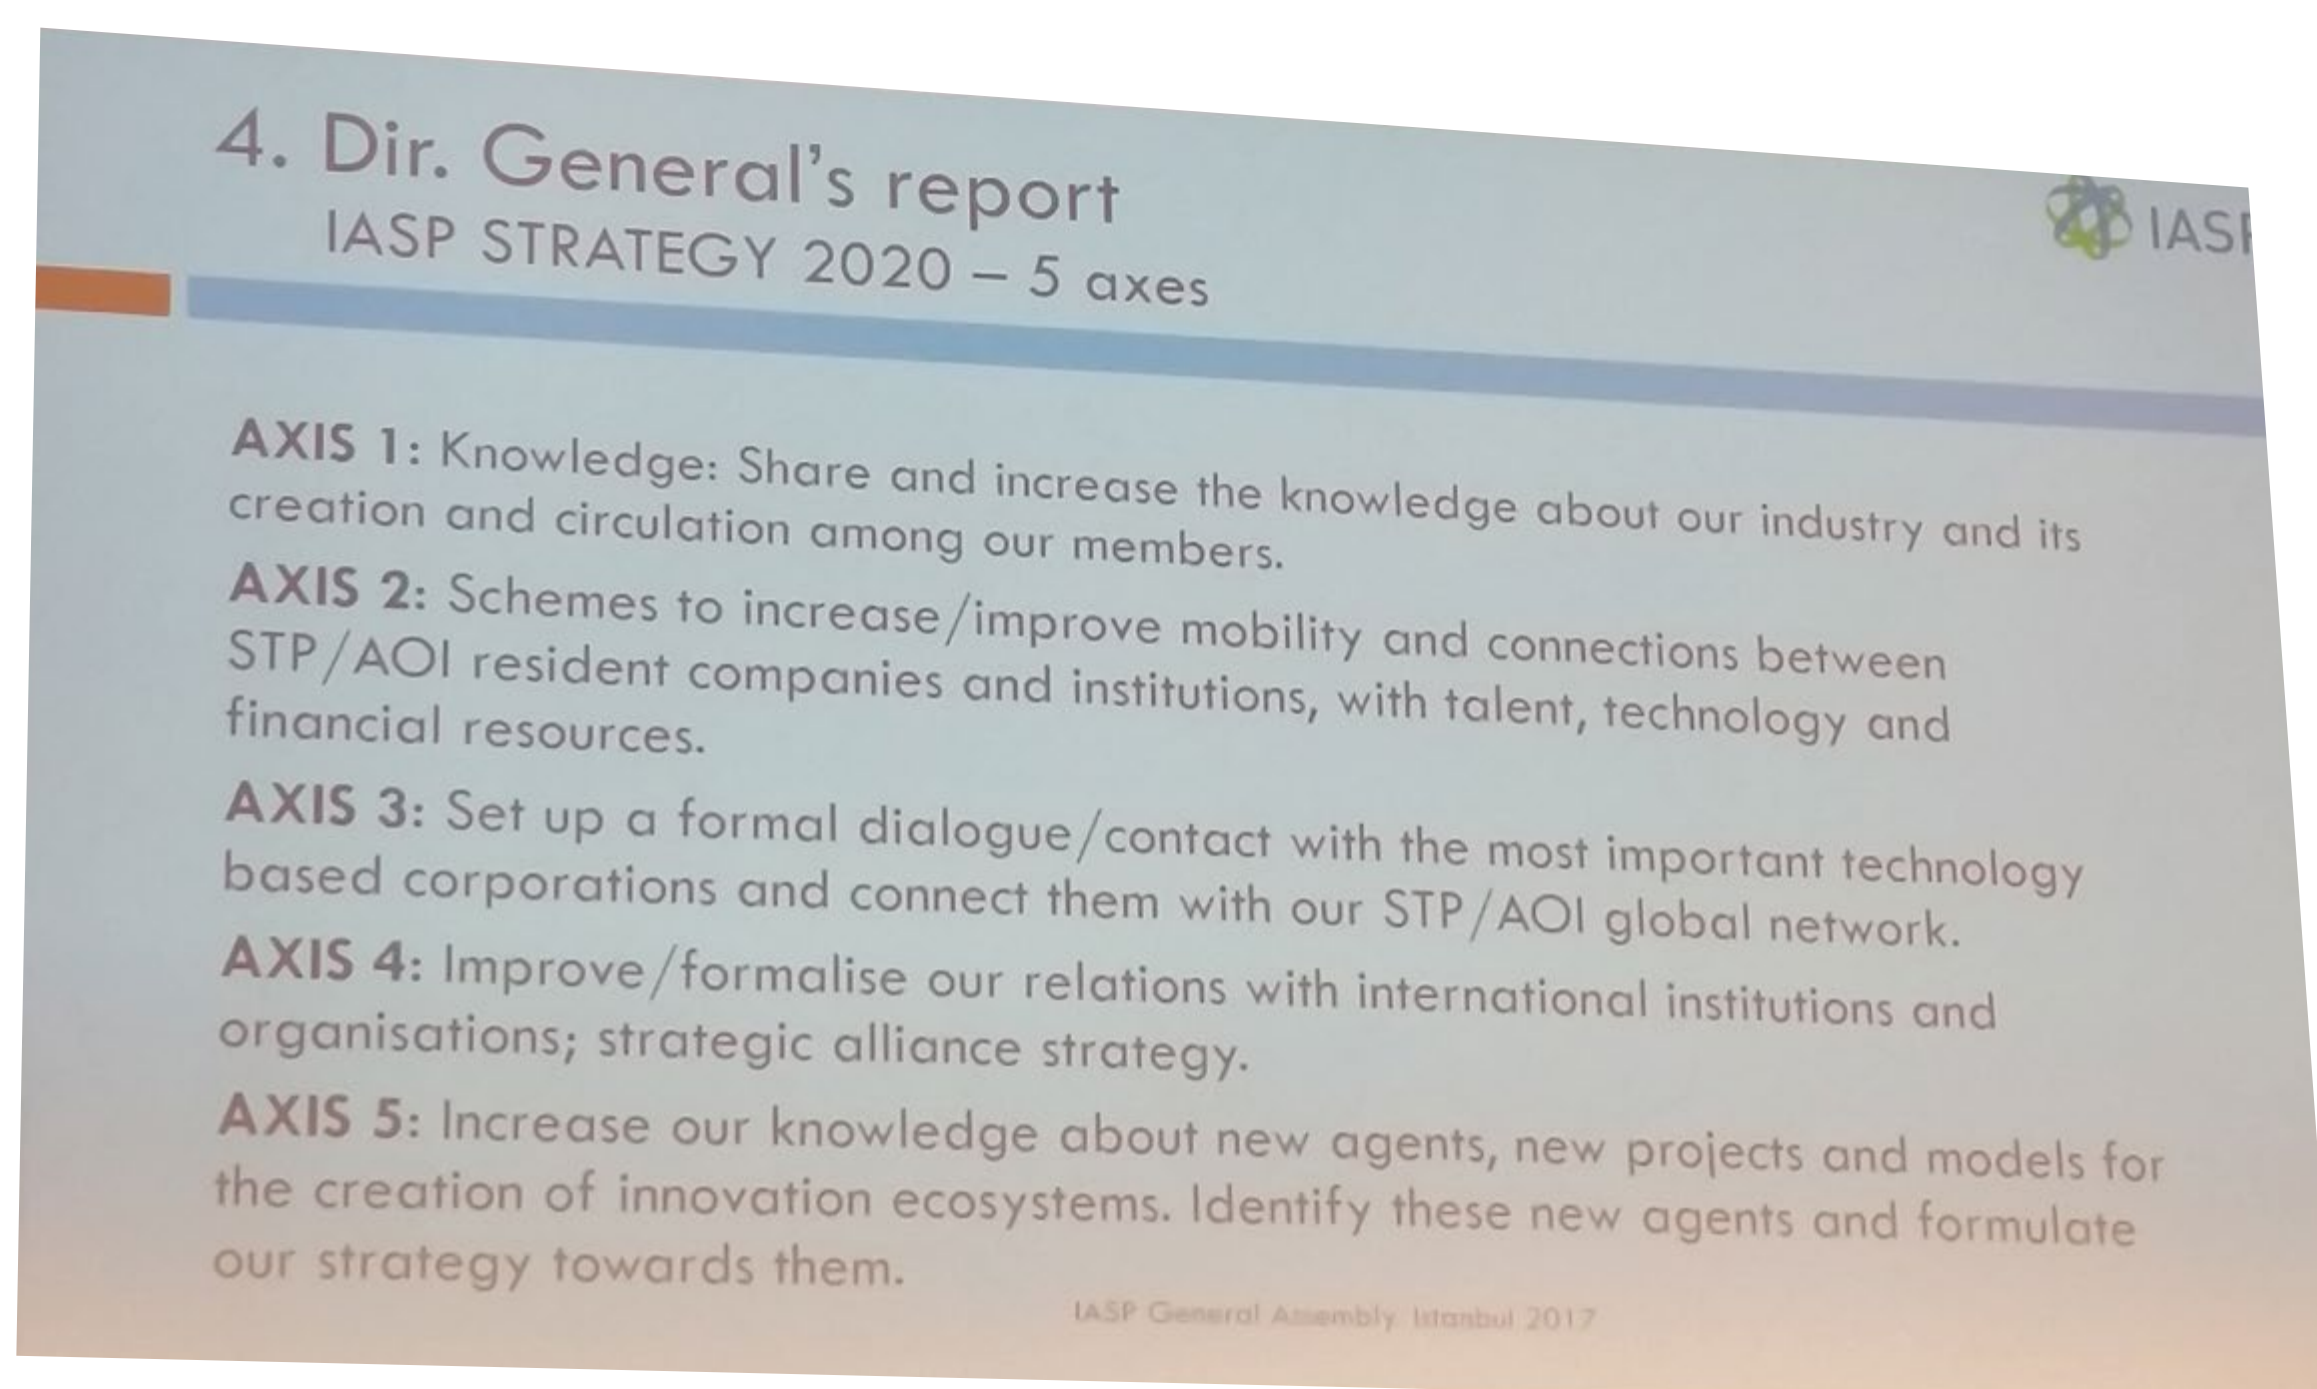 4. Dir. General's report
IASP STRATEGY 2020 – 5 axes
IASP
AXIS 1: Knowledge: Share and increase the knowledge about our industry and its
creation and circulation among our members.
AXIS 2: Schemes to increase/improve mobility and connections between
STP/AOI resident companies and institutions, with talent, technology and
financial resources.
AXIS 3: Set up a formal dialogue/contact with the most important technology
based corporations and connect them with our STP/AOI global network.
AXIS 4: Improve/formalise our relations with international institutions and
organisations; strategic alliance strategy.
AXIS 5: Increase our knowledge about new agents, new projects and models for
the creation of innovation ecosystems. Identify these new agents and formulate
our strategy towards them.
IASP General Assembly Istanbul 2017